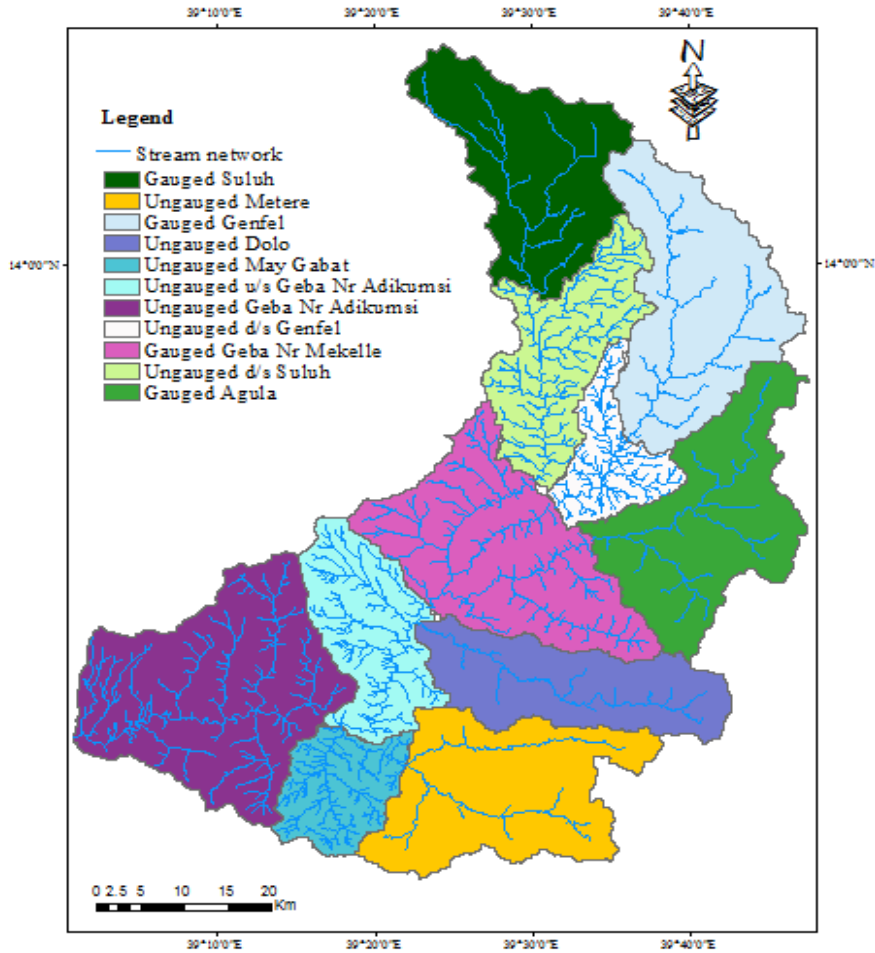 39°10'0"E 39°20'0"E 39°30'0"E 39°40'0"E
N
Legend
Stream network
Gauged Suluh
Ungauged Metere
Gauged Genfel
Ungauged Dolo
Ungauged May Gabat
Ungauged u/s Geba Nr Adikumsi
Ungauged Geba Nr Adikumsi
Ungauged d/s Genfel
Gauged Geba Nr Mekelle
Ungauged d/s Suluh
Gauged Agula
14°0'0"N 14°0'0"N
0 2.5 5 10 15 20
Km
39°10'0"E 39°20'0"E 39°30'0"E 39°40'0"E